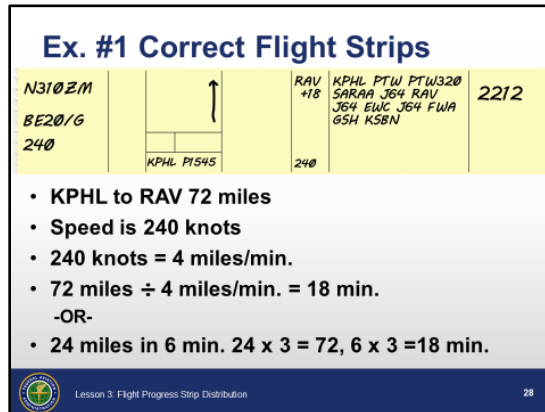 Ex. #1 Correct Flight Strips
N310ZM
BE20/G
240
KPHL P1545
RAV
+18
240
KPHL PTW PTW320
SARAA J64 RAV
J64 EWC J64 FWA
GSH KSBN
2212
• KPHL to RAV 72 miles
• Speed is 240 knots
• 240 knots = 4 miles/min.
• 72 miles ÷ 4 miles/min. = 18 min.
-OR-
• 24 miles in 6 min. 24 x 3 = 72, 6 x 3 =18 min.
Lesson 3: Flight Progress Strip Distribution
28